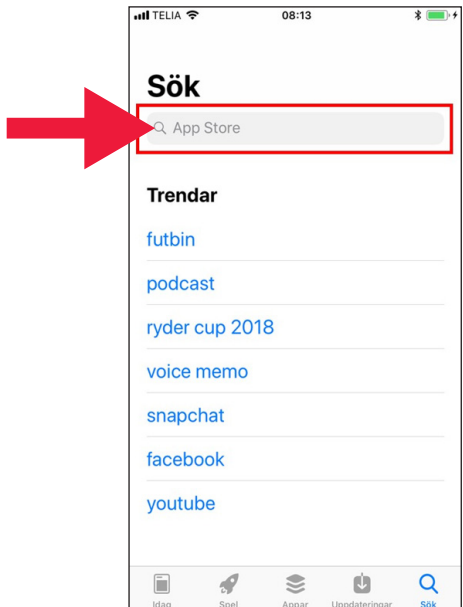 TELIA 08:13
Sök
App Store
Trendar
futbin
podcast
ryder cup 2018
voice memo
snapchat
facebook
youtube
Idag Spel Appar Uppdateringar Sök